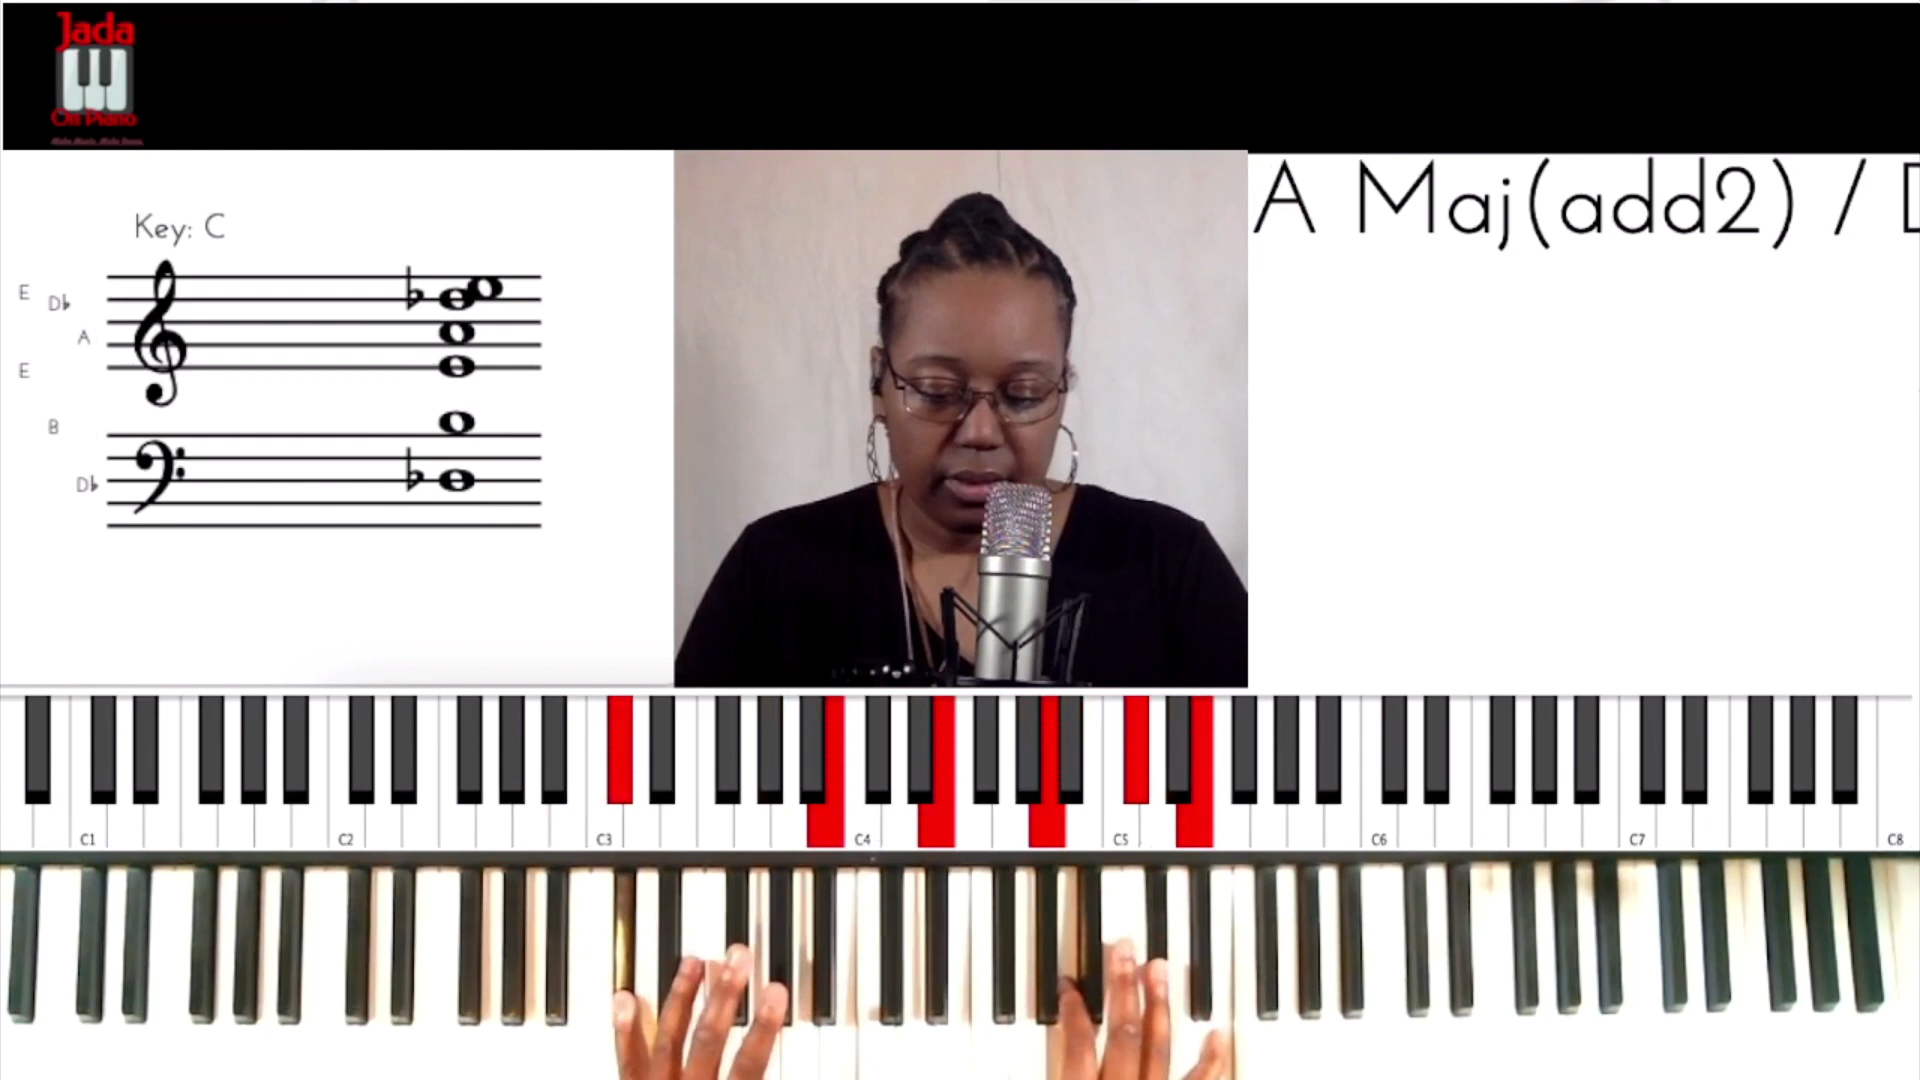 Jada
On Piano
A Maj(add2) / D
Key: C
E
D♭
A
E
B
D♭
C1 C2 C3 C4 C5 C6 C7 C8